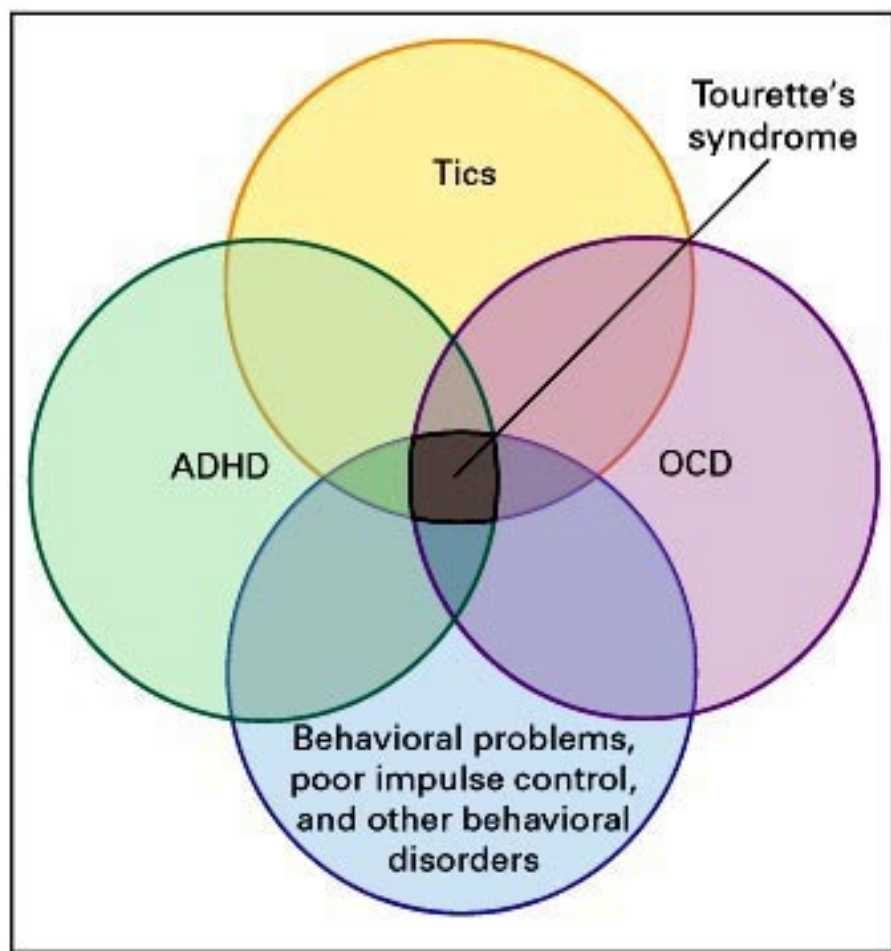 Tourette's
syndrome
Tics
ADHD
OCD
Behavioral problems,
poor impulse control,
and other behavioral
disorders